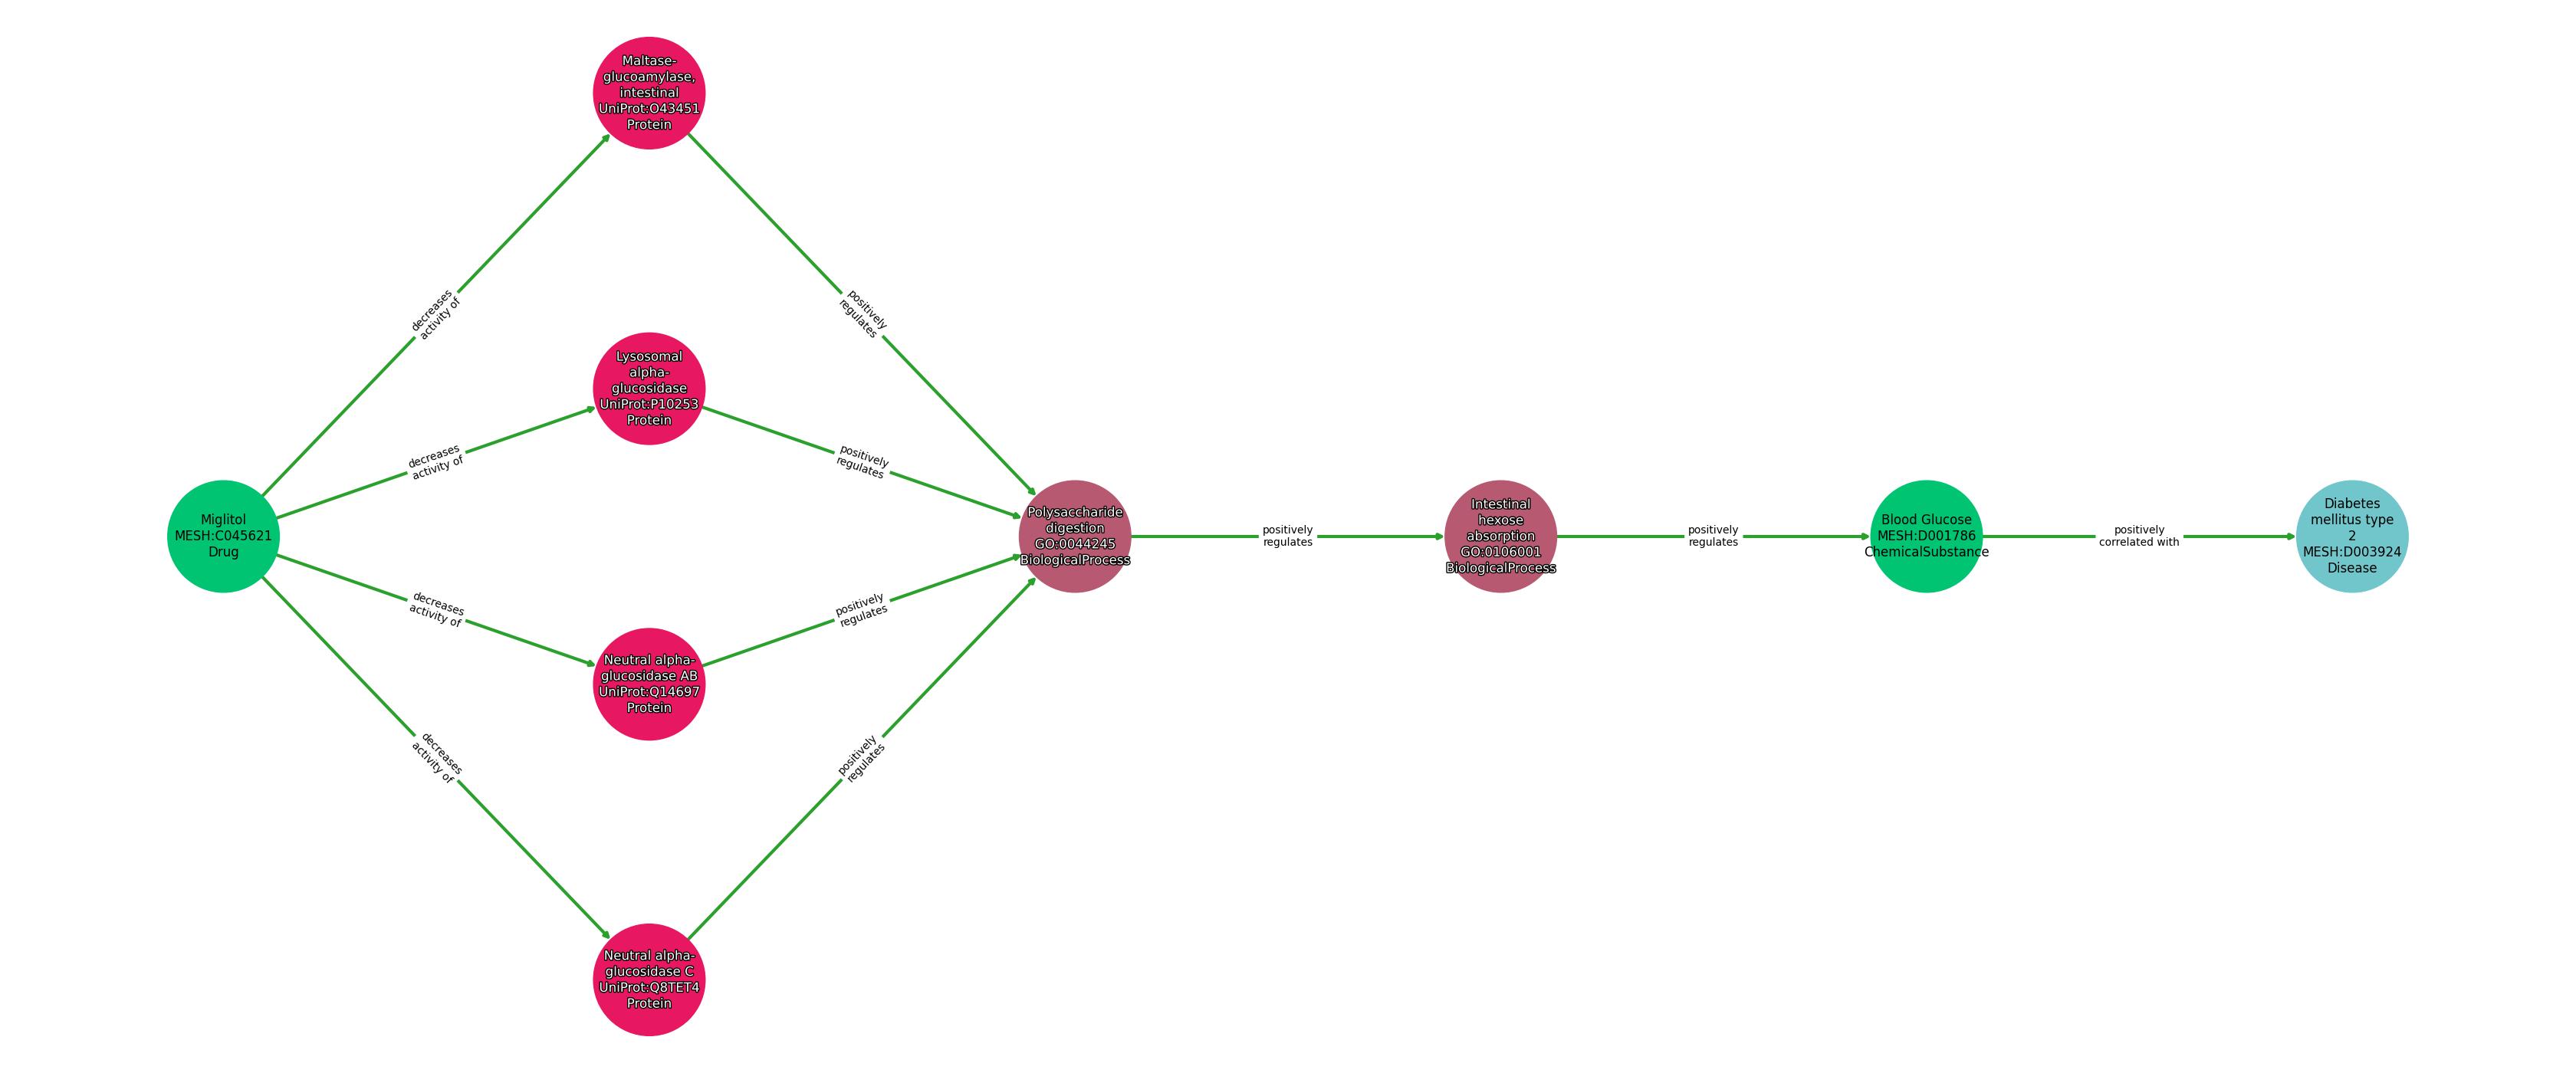 Maltase-
glucoamylase,
intestinal
UniProt:O43451
Protein
decreases
activity of
positively
regulates
Lysosomal
alpha-
glucosidase
UniProt:P10253
Protein
decreases
activity of
positively
regulates
Miglitol
MESH:C045621
Drug
Polysaccharide
digestion
GO:0044245
BiologicalProcess
positively
regulates
Intestinal
hexose
absorption
GO:0106001
BiologicalProcess
positively
regulates
Blood Glucose
MESH:D001786
ChemicalSubstance
positively
correlated with
Diabetes
mellitus type
2
MESH:D003924
Disease
decreases
activity of
positively
regulates
Neutral alpha-
glucosidase AB
UniProt:Q14697
Protein
decreases
activity of
positively
regulates
Neutral alpha-
glucosidase C
UniProt:Q8TET4
Protein